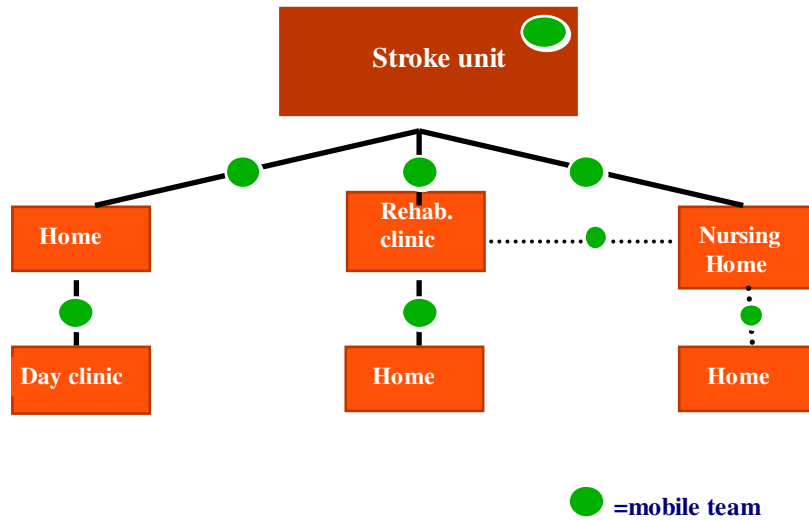 Stroke unit
Home
Rehab.
clinic
Nursing
Home
Day clinic
Home
Home
=mobile team